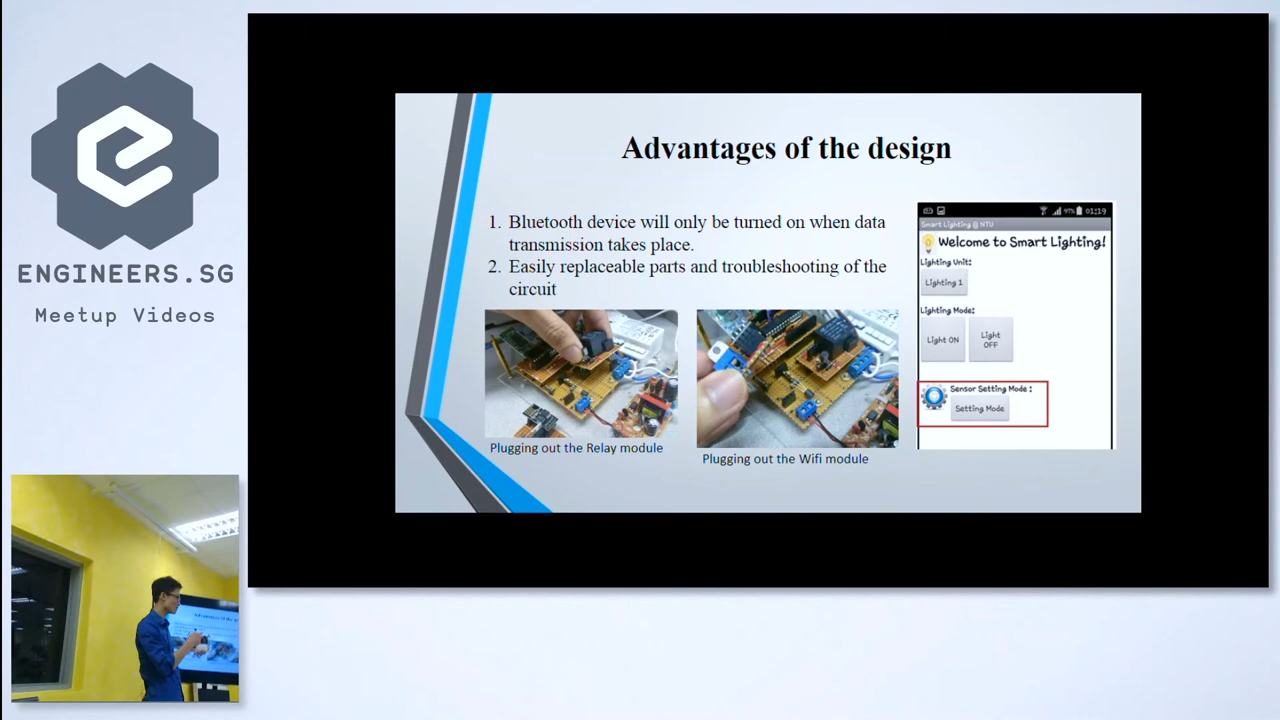 ENGINEERS.SG
Meetup Videos
Advantages of the design
1. Bluetooth device will only be turned on when data
transmission takes place.
2. Easily replaceable parts and troubleshooting of the
circuit
Plugging out the Relay module
Plugging out the Wifi module
97% 01:19
Smart Lighting @ NTU
Welcome to Smart Lighting!
Lighting Unit:
Lighting 1
Lighting Mode:
Light ON
Light
OFF
Sensor Setting Mode :
Setting Mode